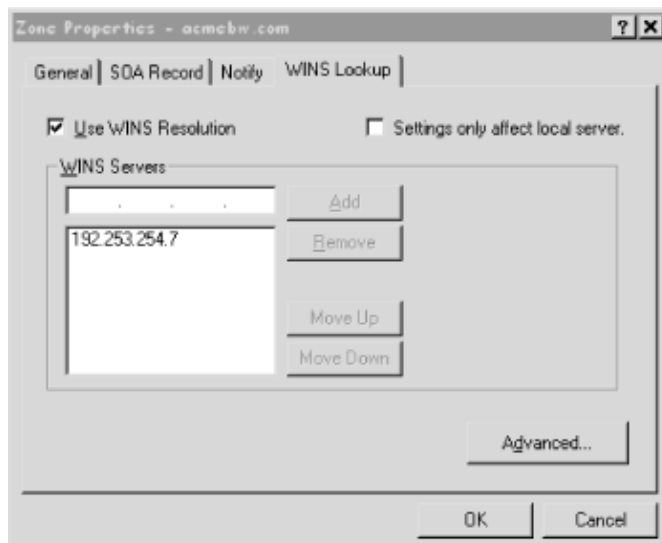 Zone Properties - acmebw.com
General SOA Record Notify WINS Lookup
Use WINS Resolution Settings only affect local server.
WINS Servers
. . . Add
192.253.254.7 Remove
Move Up
Move Down
Advanced...
OK Cancel